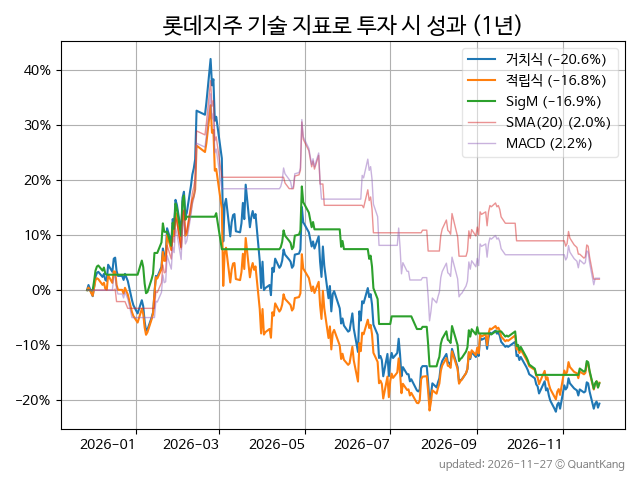 롯데지주 기술 지표로 투자 시 성과 (1년)
거치식 (−20.6%)
적립식 (−16.8%)
SigM (−16.9%)
SMA(20) (2.0%)
MACD (2.2%)
40%
30%
20%
10%
0%
−10%
−20%
2026-01 2026-03 2026-05 2026-07 2026-09 2026-11
updated: 2026-11-27 © QuantKang